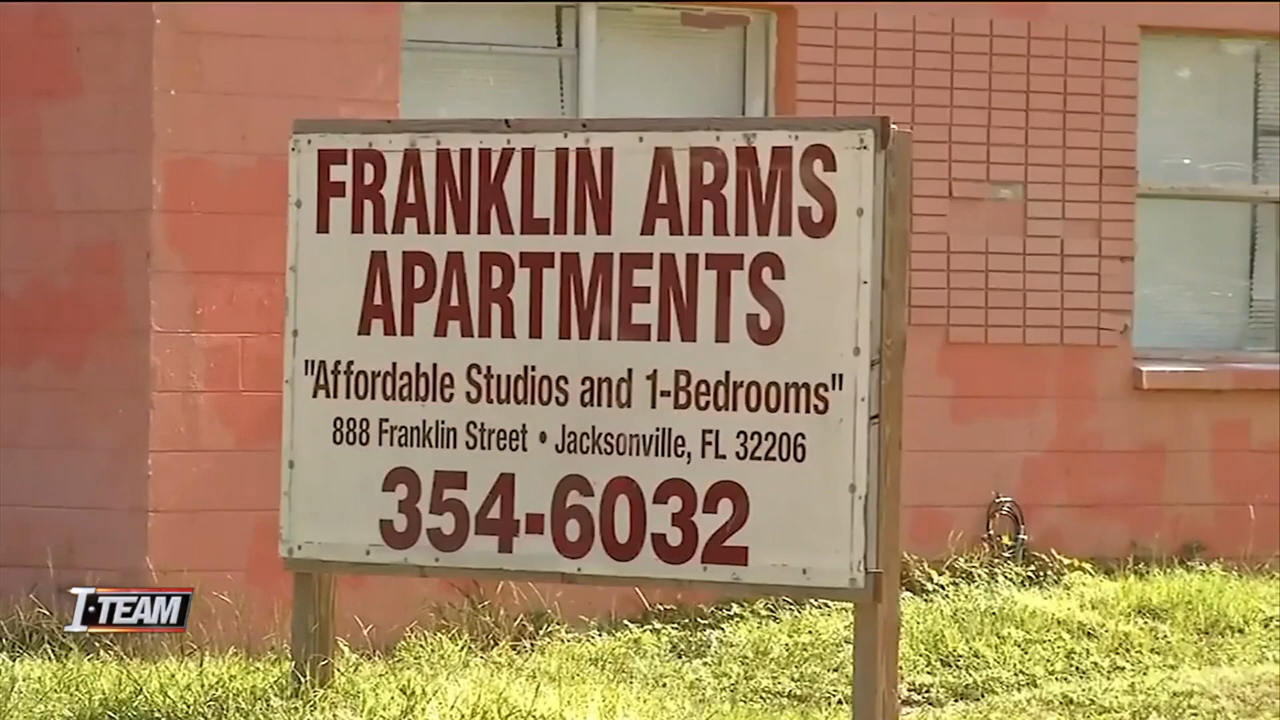 FRANKLIN ARMS
APARTMENTS
"Affordable Studios and 1-Bedrooms"
888 Franklin Street • Jacksonville, FL 32206
354-6032
I-TEAM